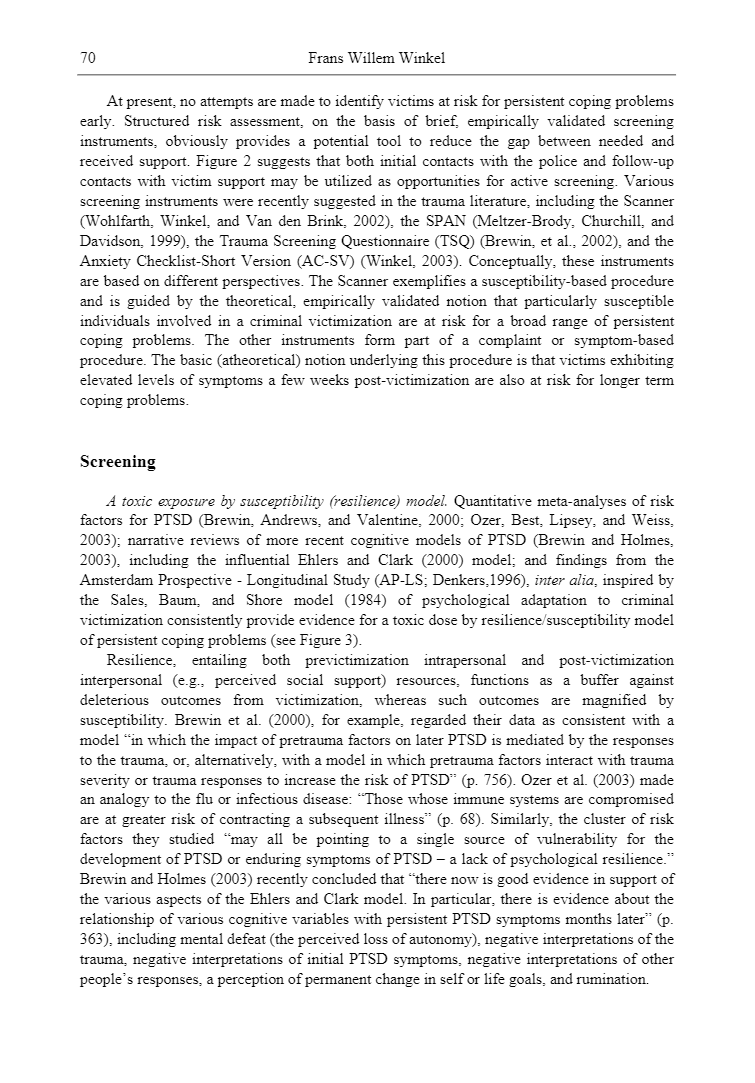 70
Frans Willem Winkel
At present, no attempts are made to identify victims at risk for persistent coping problems
early. Structured risk assessment, on the basis of brief, empirically validated screening
instruments, obviously provides a potential tool to reduce the gap between needed and
received support. Figure 2 suggests that both initial contacts with the police and follow-up
contacts with victim support may be utilized as opportunities for active screening. Various
screening instruments were recently suggested in the trauma literature, including the Scanner
(Wohlfarth, Winkel, and Van den Brink, 2002), the SPAN (Meltzer-Brody, Churchill, and
Davidson, 1999), the Trauma Screening Questionnaire (TSQ) (Brewin, et al., 2002), and the
Anxiety Checklist-Short Version (AC-SV) (Winkel, 2003). Conceptually, these instruments
are based on different perspectives. The Scanner exemplifies a susceptibility-based procedure
and is guided by the theoretical, empirically validated notion that particularly susceptible
individuals involved in a criminal victimization are at risk for a broad range of persistent
coping problems. The other instruments form part of a complaint or symptom-based
procedure. The basic (atheoretical) notion underlying this procedure is that victims exhibiting
elevated levels of symptoms a few weeks post-victimization are also at risk for longer term
coping problems.
Screening
A toxic exposure by susceptibility (resilience) model. Quantitative meta-analyses of risk
factors for PTSD (Brewin, Andrews, and Valentine, 2000; Ozer, Best, Lipsey, and Weiss,
2003); narrative reviews of more recent cognitive models of PTSD (Brewin and Holmes,
2003), including the influential Ehlers and Clark (2000) model; and findings from the
Amsterdam Prospective - Longitudinal Study (AP-LS; Denkers,1996), inter alia, inspired by
the Sales, Baum, and Shore model (1984) of psychological adaptation to criminal
victimization consistently provide evidence for a toxic dose by resilience/susceptibility model
of persistent coping problems (see Figure 3).
Resilience, entailing both previctimization intrapersonal and post-victimization
interpersonal (e.g., perceived social support) resources, functions as a buffer against
deleterious outcomes from victimization, whereas such outcomes are magnified by
susceptibility. Brewin et al. (2000), for example, regarded their data as consistent with a
model “in which the impact of pretrauma factors on later PTSD is mediated by the responses
to the trauma, or, alternatively, with a model in which pretrauma factors interact with trauma
severity or trauma responses to increase the risk of PTSD” (p. 756). Ozer et al. (2003) made
an analogy to the flu or infectious disease: “Those whose immune systems are compromised
are at greater risk of contracting a subsequent illness” (p. 68). Similarly, the cluster of risk
factors they studied “may all be pointing to a single source of vulnerability for the
development of PTSD or enduring symptoms of PTSD – a lack of psychological resilience.”
Brewin and Holmes (2003) recently concluded that “there now is good evidence in support of
the various aspects of the Ehlers and Clark model. In particular, there is evidence about the
relationship of various cognitive variables with persistent PTSD symptoms months later” (p.
363), including mental defeat (the perceived loss of autonomy), negative interpretations of the
trauma, negative interpretations of initial PTSD symptoms, negative interpretations of other
people’s responses, a perception of permanent change in self or life goals, and rumination.